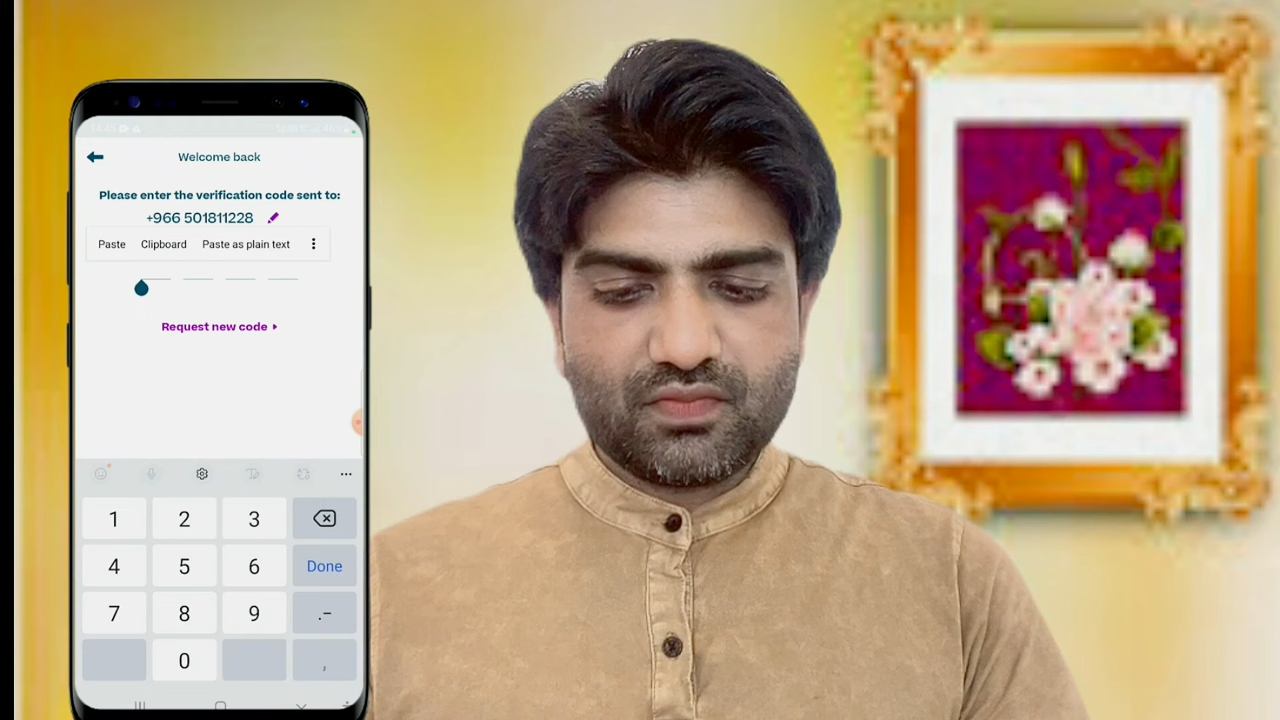 Welcome back
Please enter the verification code sent to:
+966 501811228
Paste Clipboard Paste as plain text
Request new code
1 2 3
4 5 6 Done
7 8 9 .-
0 ,